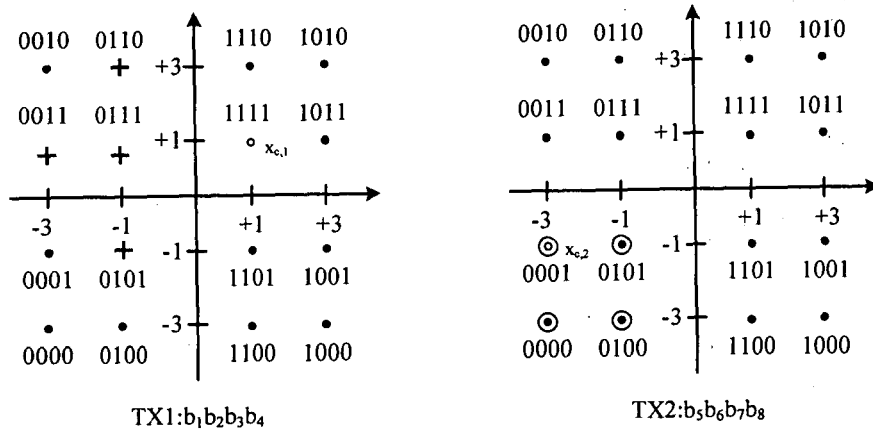 0010 0110 1110 1010 0010 0110 1110 1010
+3 +3
0011 0111 1111 1011 0011 0111 1111 1011
+1 x_c,1 +1
-3 -1 +1 +3 -3 -1 +1 +3
-1 -1 x_c,2
0001 0101 1101 1001 0001 0101 1101 1001
-3 -3
0000 0100 1100 1000 0000 0100 1100 1000
TX1:b₁b₂b₃b₄ TX2:b₅b₆b₇b₈